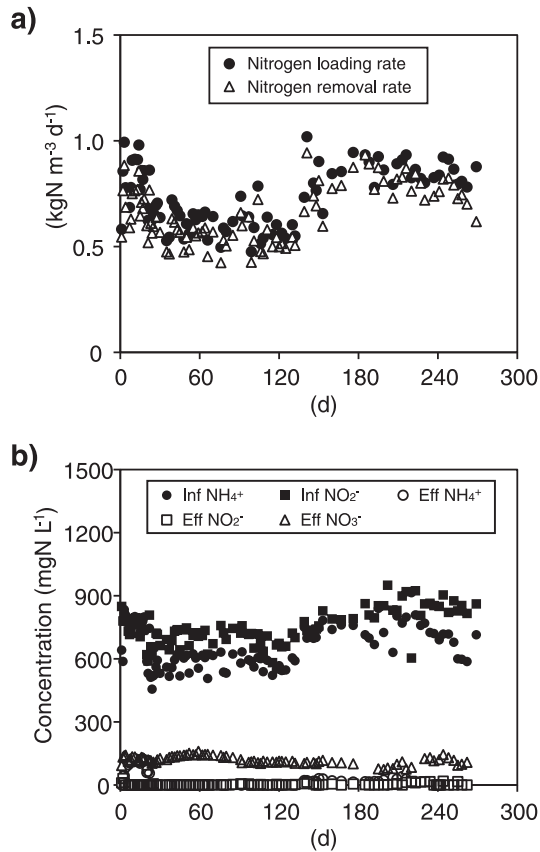 a)
1.5
1.0
0.5
0
(kgN m-3 d-1)
Nitrogen loading rate
Nitrogen removal rate
0 60 120 180 240 300
(d)
b)
1500
1200
900
600
300
0
Concentration (mgN L-1)
Inf NH4+ Inf NO2- Eff NH4+
Eff NO2- Eff NO3-
0 60 120 180 240 300
(d)